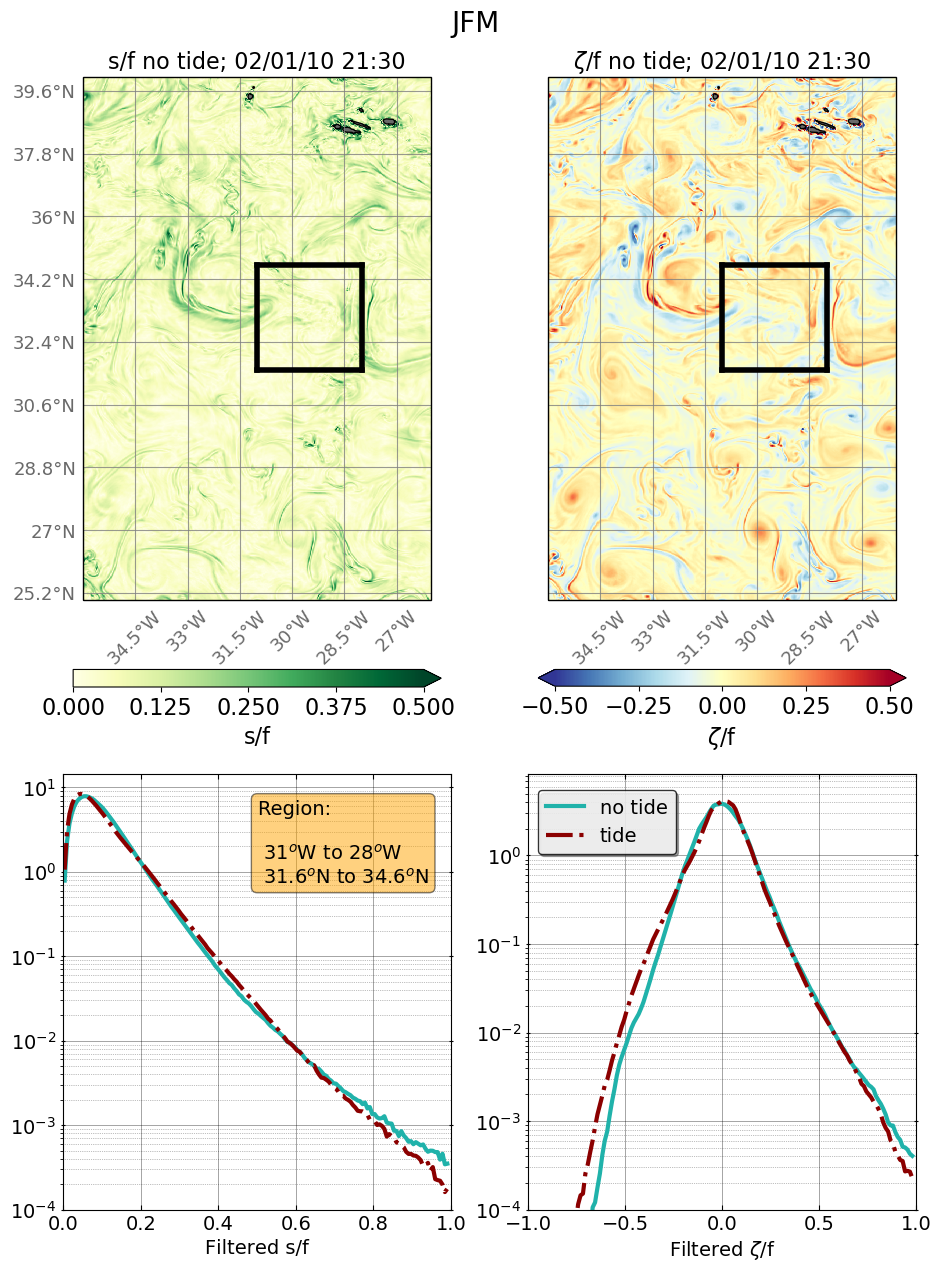 JFM
s/f no tide; 02/01/10 21:30
ζ/f no tide; 02/01/10 21:30
39.6°N
37.8°N
36°N
34.2°N
32.4°N
30.6°N
28.8°N
27°N
25.2°N
34.5°W 33°W 31.5°W 30°W 28.5°W 27°W
34.5°W 33°W 31.5°W 30°W 28.5°W 27°W
0.000 0.125 0.250 0.375 0.500
s/f
−0.50 −0.25 0.00 0.25 0.50
ζ/f
10¹
10⁰
10⁻¹
10⁻²
10⁻³
10⁻⁴
Region:
31°W to 28°W
31.6°N to 34.6°N
0.0 0.2 0.4 0.6 0.8 1.0
Filtered s/f
no tide
tide
10⁰
10⁻¹
10⁻²
10⁻³
10⁻⁴
−1.0 −0.5 0.0 0.5 1.0
Filtered ζ/f